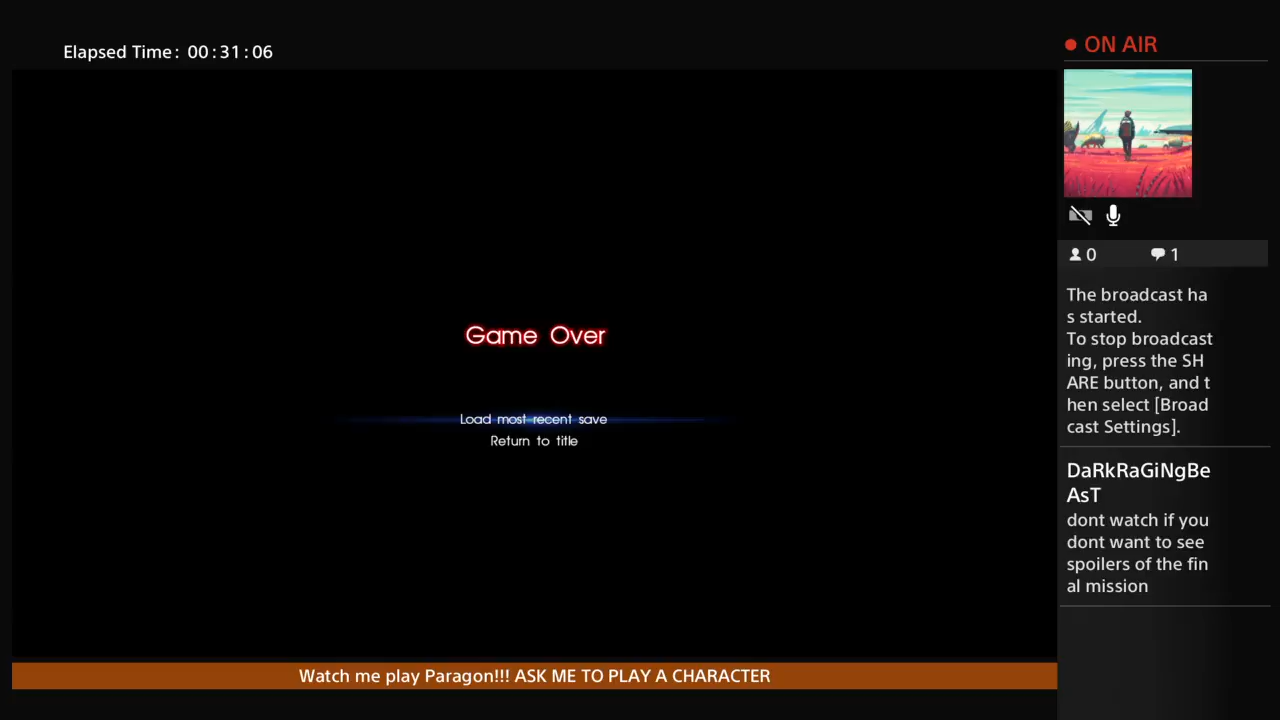 Elapsed Time: 00:31:06
ON AIR
0
1
The broadcast ha
s started.
To stop broadcast
ing, press the SH
ARE button, and t
hen select [Broad
cast Settings].
DaRkRaGiNgBe
AsT
dont watch if you
dont want to see
spoilers of the fin
al mission
Game Over
Load most recent save
Return to title
Watch me play Paragon!!! ASK ME TO PLAY A CHARACTER